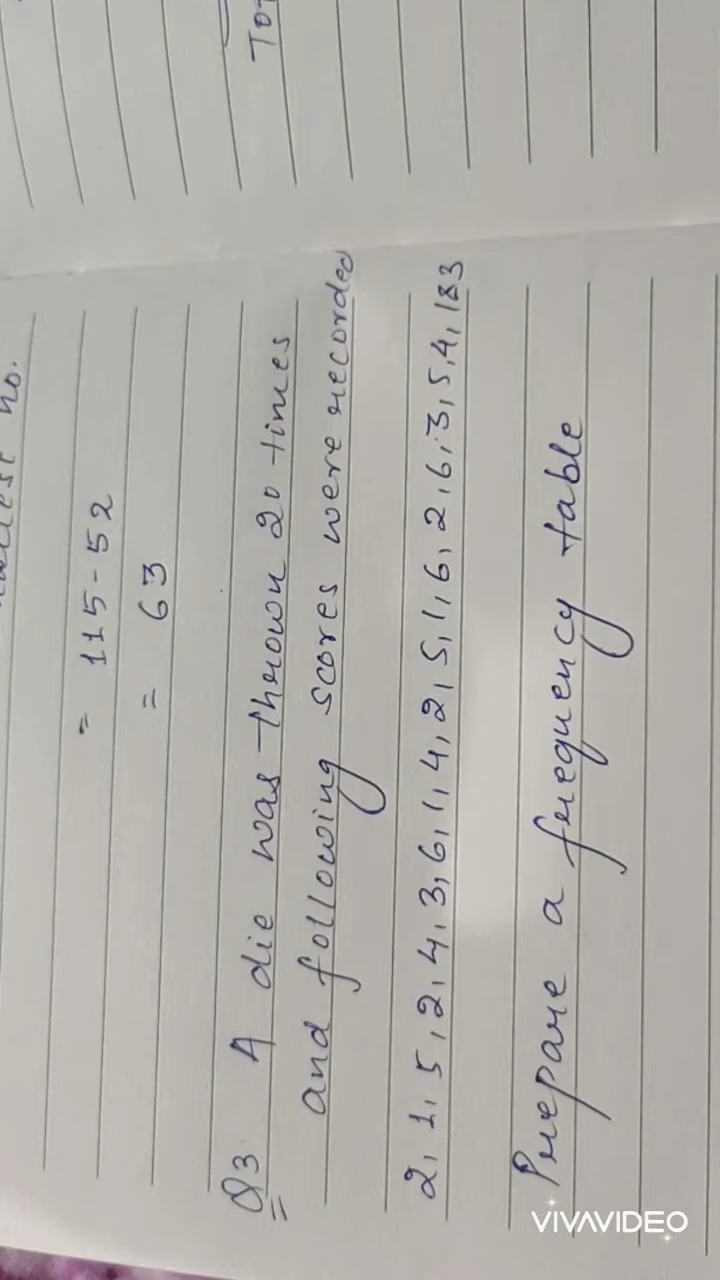 no.
= 115-52
= 63
Q3. A die was thrown 20 times
and following scores were recorded
2, 1, 5, 2, 4, 3, 6, 1, 4, 2, 5, 1, 6, 2, 6, 3, 5, 4, 1&3
Prepare a frequency table
VIVAVIDEO